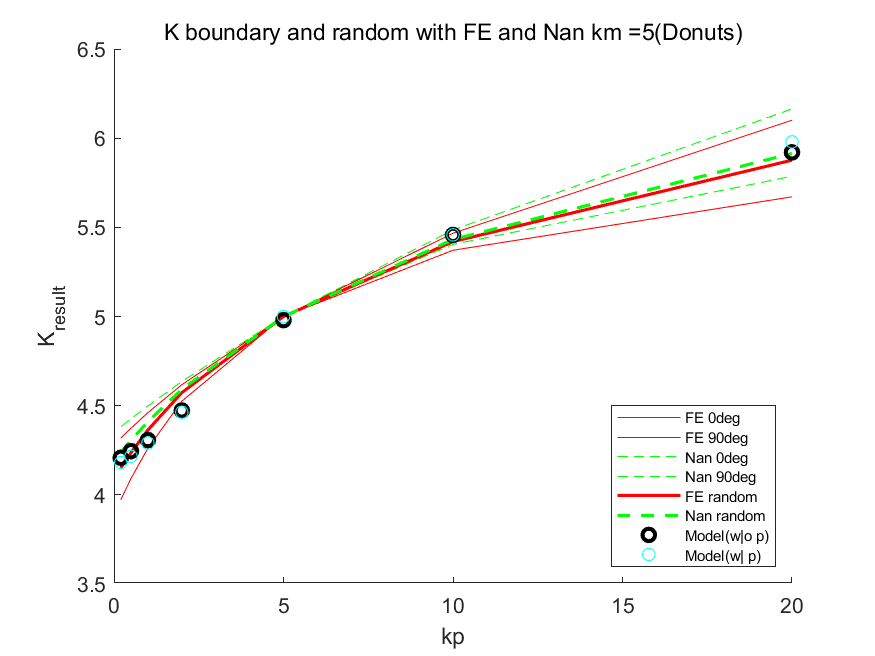 K boundary and random with FE and Nan km =5(Donuts)
6.5
6
5.5
5
4.5
4
3.5
K_result
0
5
10
15
20
kp
FE 0deg
FE 90deg
Nan 0deg
Nan 90deg
FE random
Nan random
Model(w|o p)
Model(w| p)